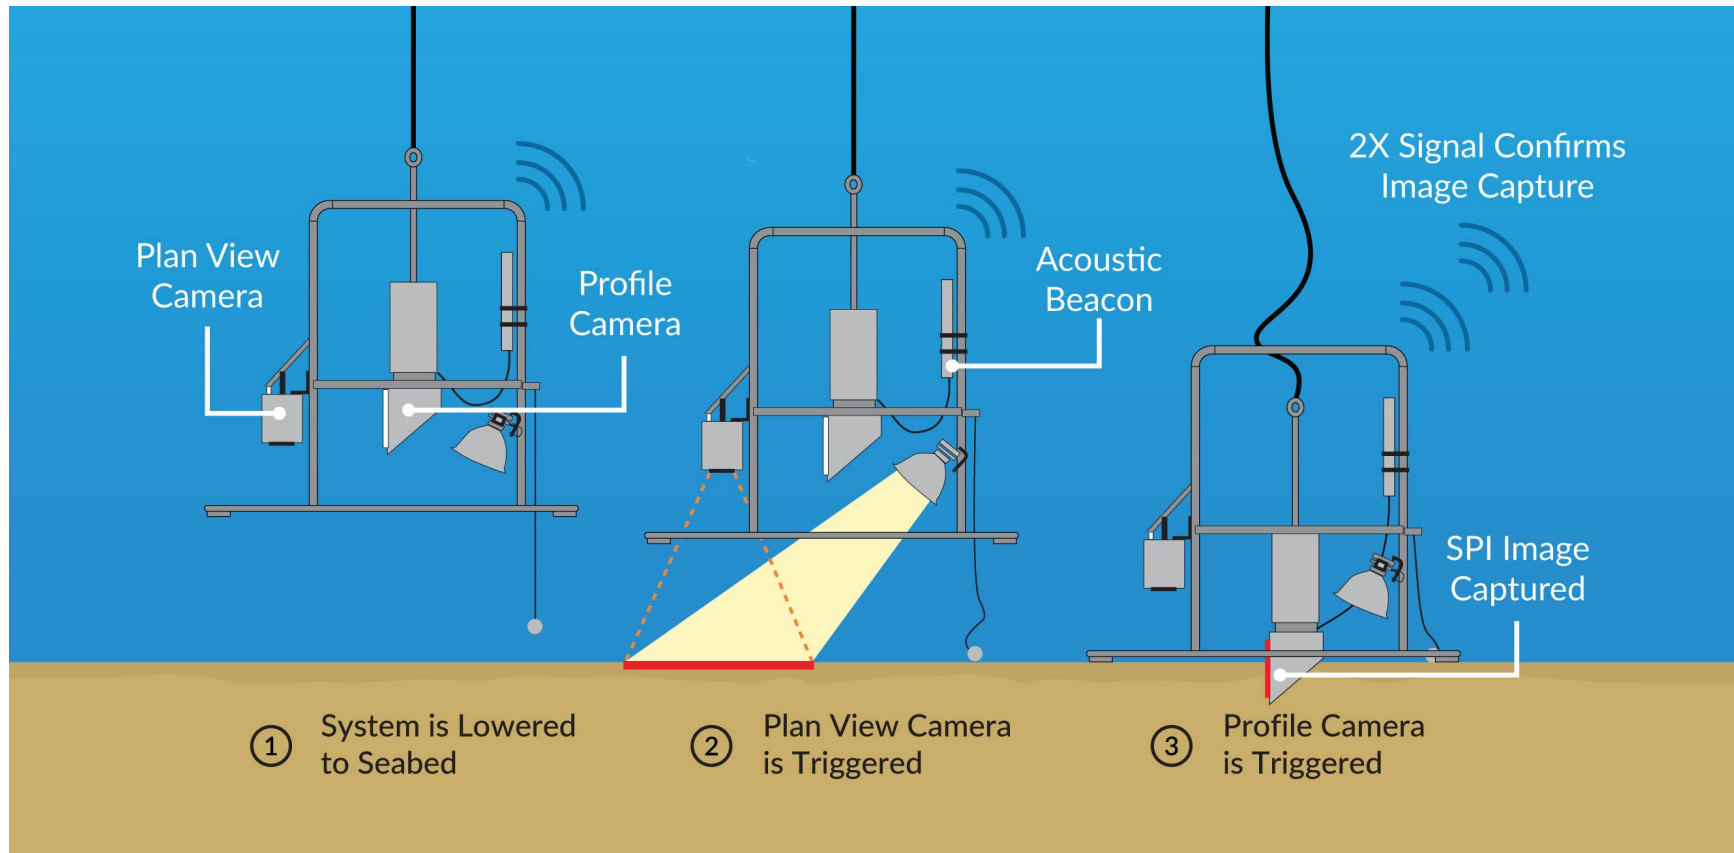 Plan View
Camera
Profile
Camera
Acoustic
Beacon
2X Signal Confirms
Image Capture
SPI Image
Captured
1
System is Lowered
to Seabed
2
Plan View Camera
is Triggered
3
Profile Camera
is Triggered